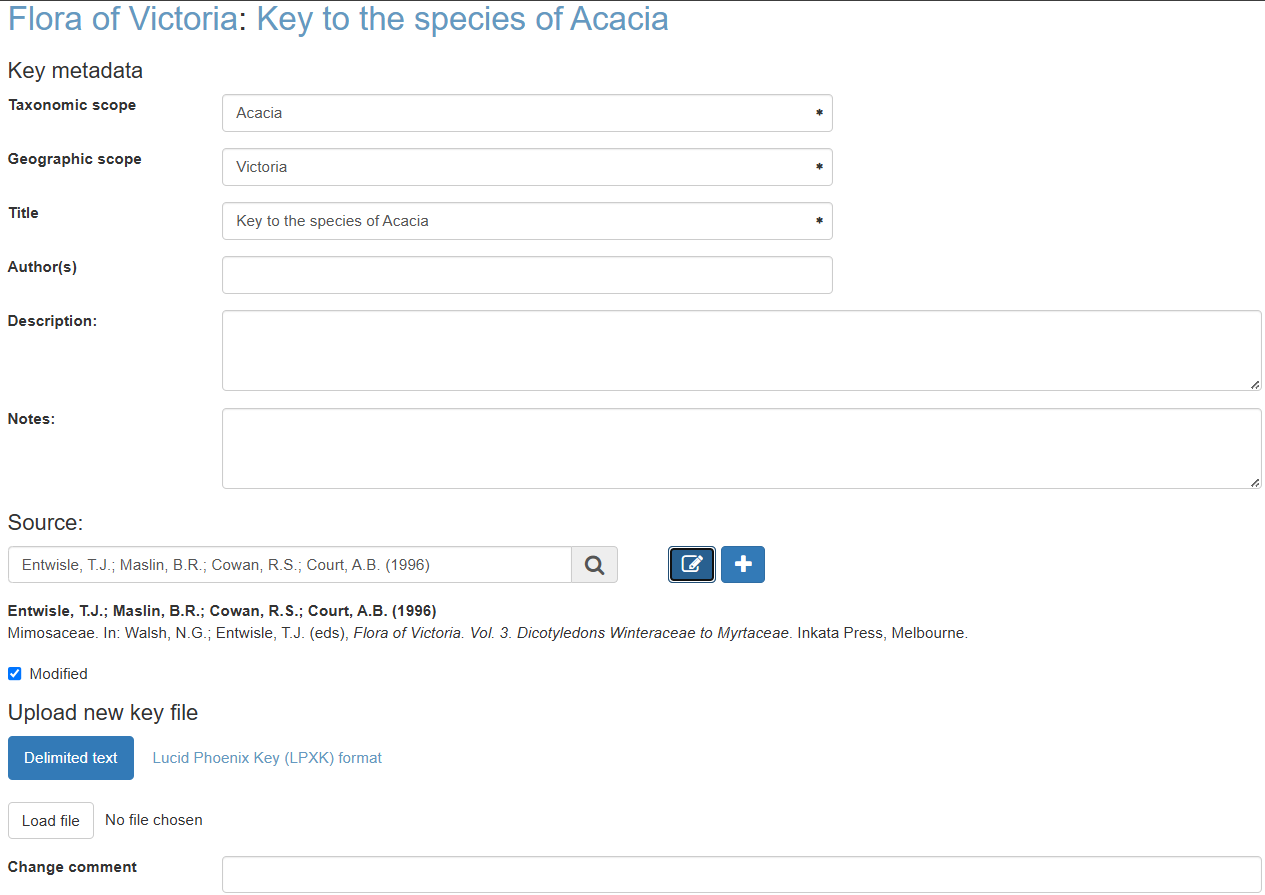 Flora of Victoria: Key to the species of Acacia
Key metadata
Taxonomic scope
Acacia *
Geographic scope
Victoria *
Title
Key to the species of Acacia *
Author(s)
Description:
Notes:
Source:
Entwisle, T.J.; Maslin, B.R.; Cowan, R.S.; Court, A.B. (1996)
Entwisle, T.J.; Maslin, B.R.; Cowan, R.S.; Court, A.B. (1996)
Mimosaceae. In: Walsh, N.G.; Entwisle, T.J. (eds), Flora of Victoria. Vol. 3. Dicotyledons Winteraceae to Myrtaceae. Inkata Press, Melbourne.
Modified
Upload new key file
Delimited text Lucid Phoenix Key (LPXK) format
Load file No file chosen
Change comment